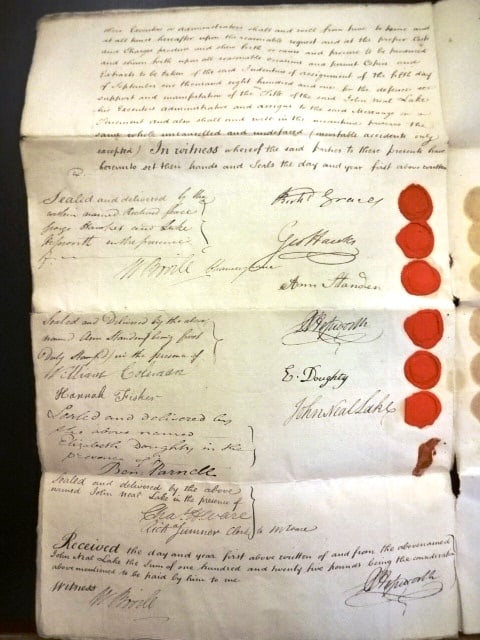 their Executors or administrators shall and will from time to time and
at all times hereafter upon the reasonable request and at the proper Costs
and Charges produce and shew forth or cause and procure to be produced
and shewn forth upon all reasonable occasions and permit Copies and
Extracts to be taken of the said Indenture of assignment of the fifth day
of September one thousand eight hundred and one for the defence
support and manifestation of the Title of the said John Neal Lake
his Executors administrators and assigns to the said Messuage or
Tenement And also shall and will in the meantime preserve the
same whole uncancelled and undefaced (inevitable accidents only
excepted) In witness whereof the said parties to these presents have
hereunto set their hands and Seals the day and year first above written
Sealed and delivered by the
within named Richard
George Hawkes
in the presence
of
Richd Graves
Geo Hawkes
Ann Standen
Sealed and Delivered by the above
named Ann Standen (being first
Duly Stampt) in the presence of
William Coleman
Hannah Fisher
Sealed and delivered by
the above named
Elizabeth Doughty in the
presence of
Ben Parnell
E. Doughty
John Neal Lake
Sealed and delivered by the above
named John Neal Lake in the presence of
Chas Ware
Richd Sumner Clerk to Mr Ware
Received the day and year first above written of and from the abovenamed
John Neal Lake the Sum of one hundred and twenty five pounds being the consideration
abovementioned to be paid by him to me
Witness